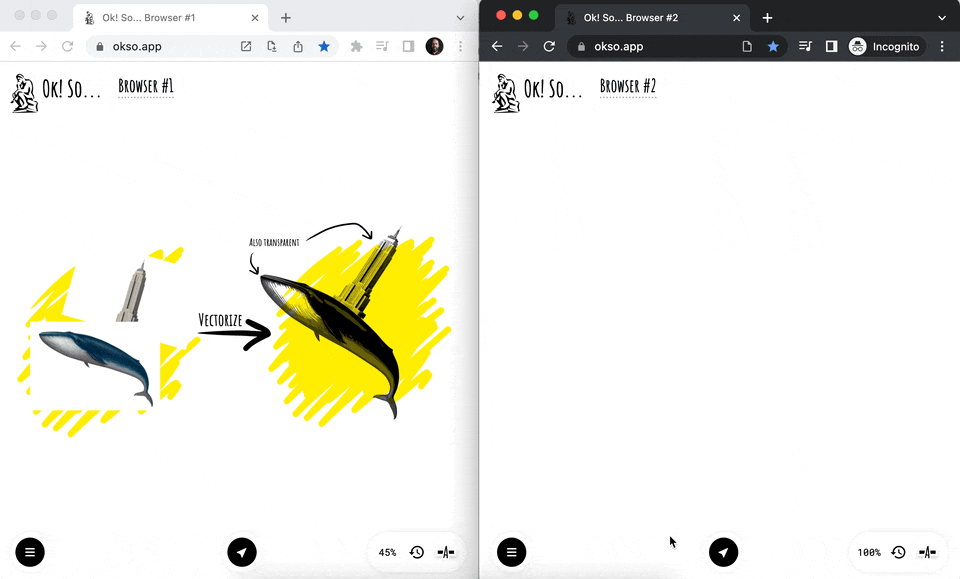 Ok! So... Browser #1
okso.app
Ok! So...
Browser #1
Also transparent
Vectorize
45%
-A-
Ok! So... Browser #2
okso.app
Incognito
Ok! So...
Browser #2
100%
-A-